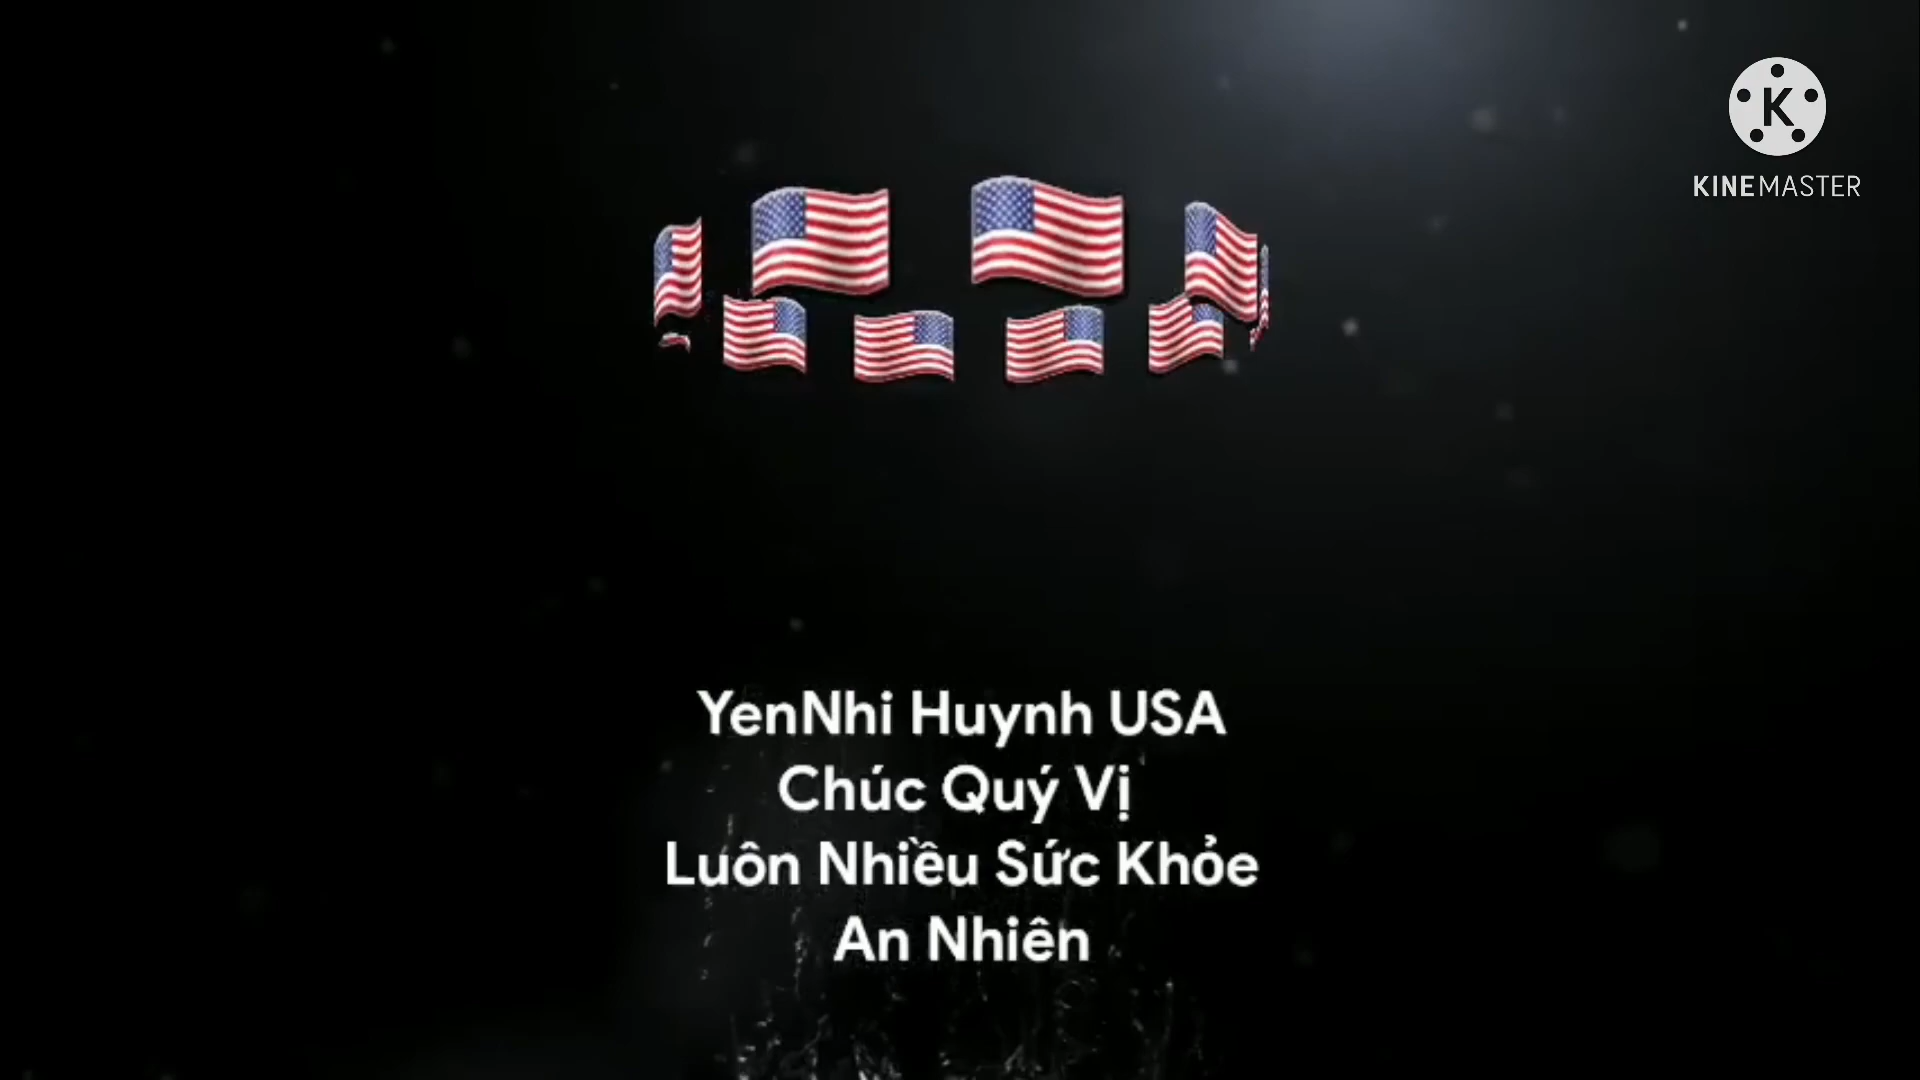 K
KINEMASTER
YenNhi Huynh USA
Chúc Quý Vị
Luôn Nhiều Sức Khỏe
An Nhiên